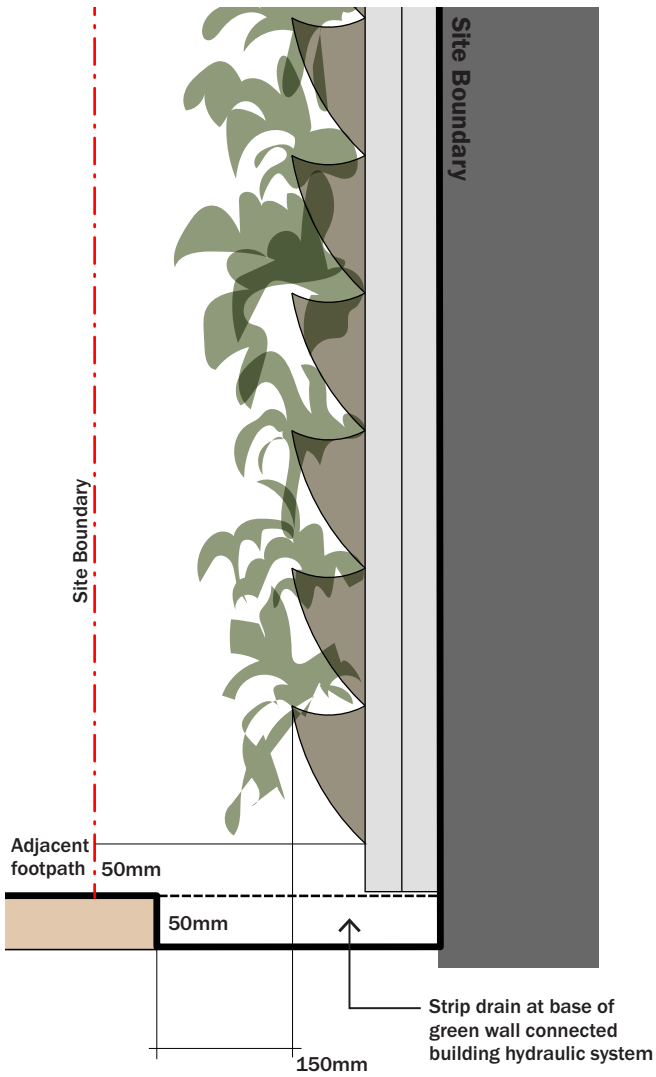 Site Boundary
Site Boundary
Adjacent
footpath
50mm
50mm
Strip drain at base of
green wall connected
building hydraulic system
150mm